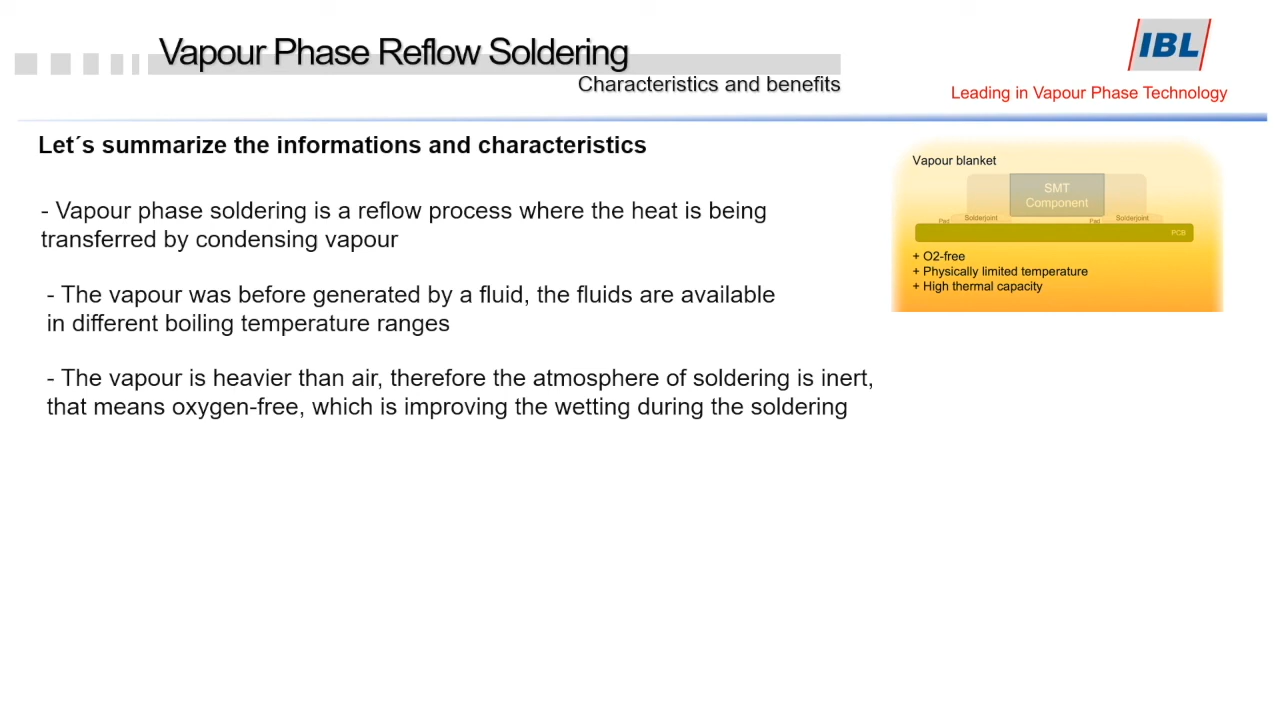 Vapour Phase Reflow Soldering
Characteristics and benefits
IBL
Leading in Vapour Phase Technology
Let´s summarize the informations and characteristics
- Vapour phase soldering is a reflow process where the heat is being
transferred by condensing vapour
- The vapour was before generated by a fluid, the fluids are available
in different boiling temperature ranges
- The vapour is heavier than air, therefore the atmosphere of soldering is inert,
that means oxygen-free, which is improving the wetting during the soldering
Vapour blanket
SMT
Component
Pad Solderjoint Pad Solderjoint
PCB
+ O2-free
+ Physically limited temperature
+ High thermal capacity